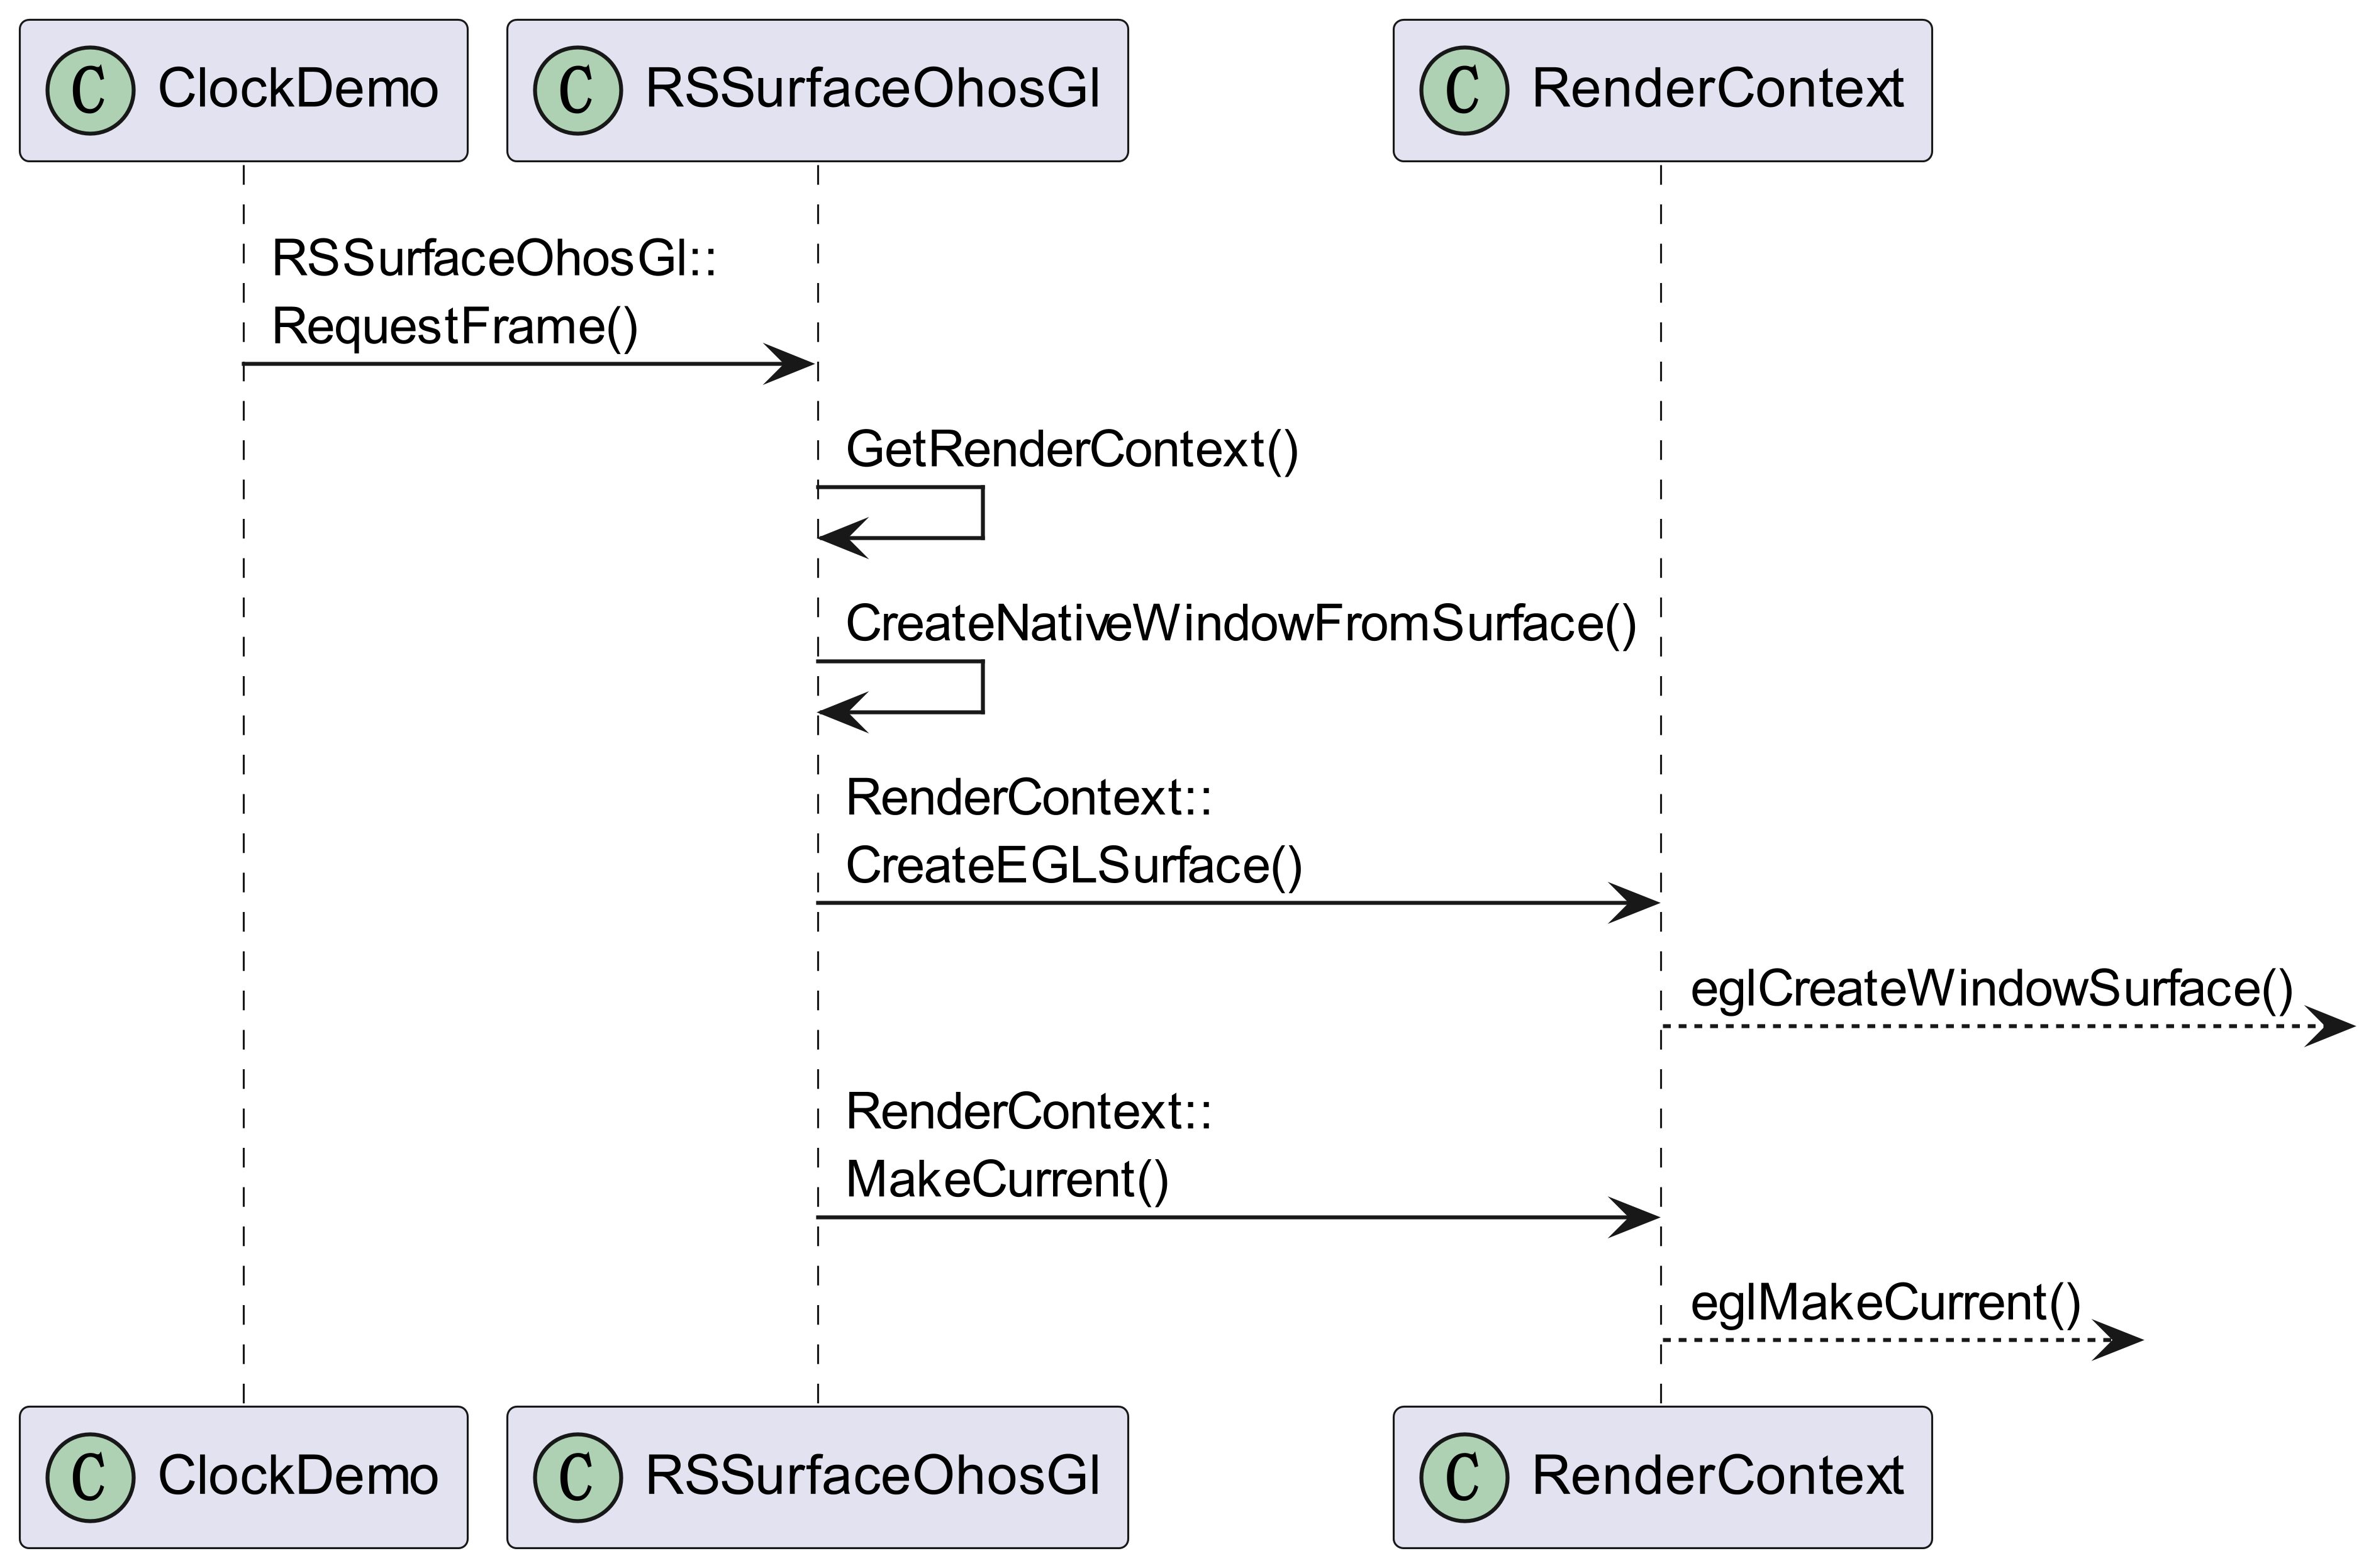 C ClockDemo
C RSSurfaceOhosGl
C RenderContext
RSSurfaceOhosGl::
RequestFrame()
GetRenderContext()
CreateNativeWindowFromSurface()
RenderContext::
CreateEGLSurface()
eglCreateWindowSurface()
RenderContext::
MakeCurrent()
eglMakeCurrent()
C ClockDemo
C RSSurfaceOhosGl
C RenderContext